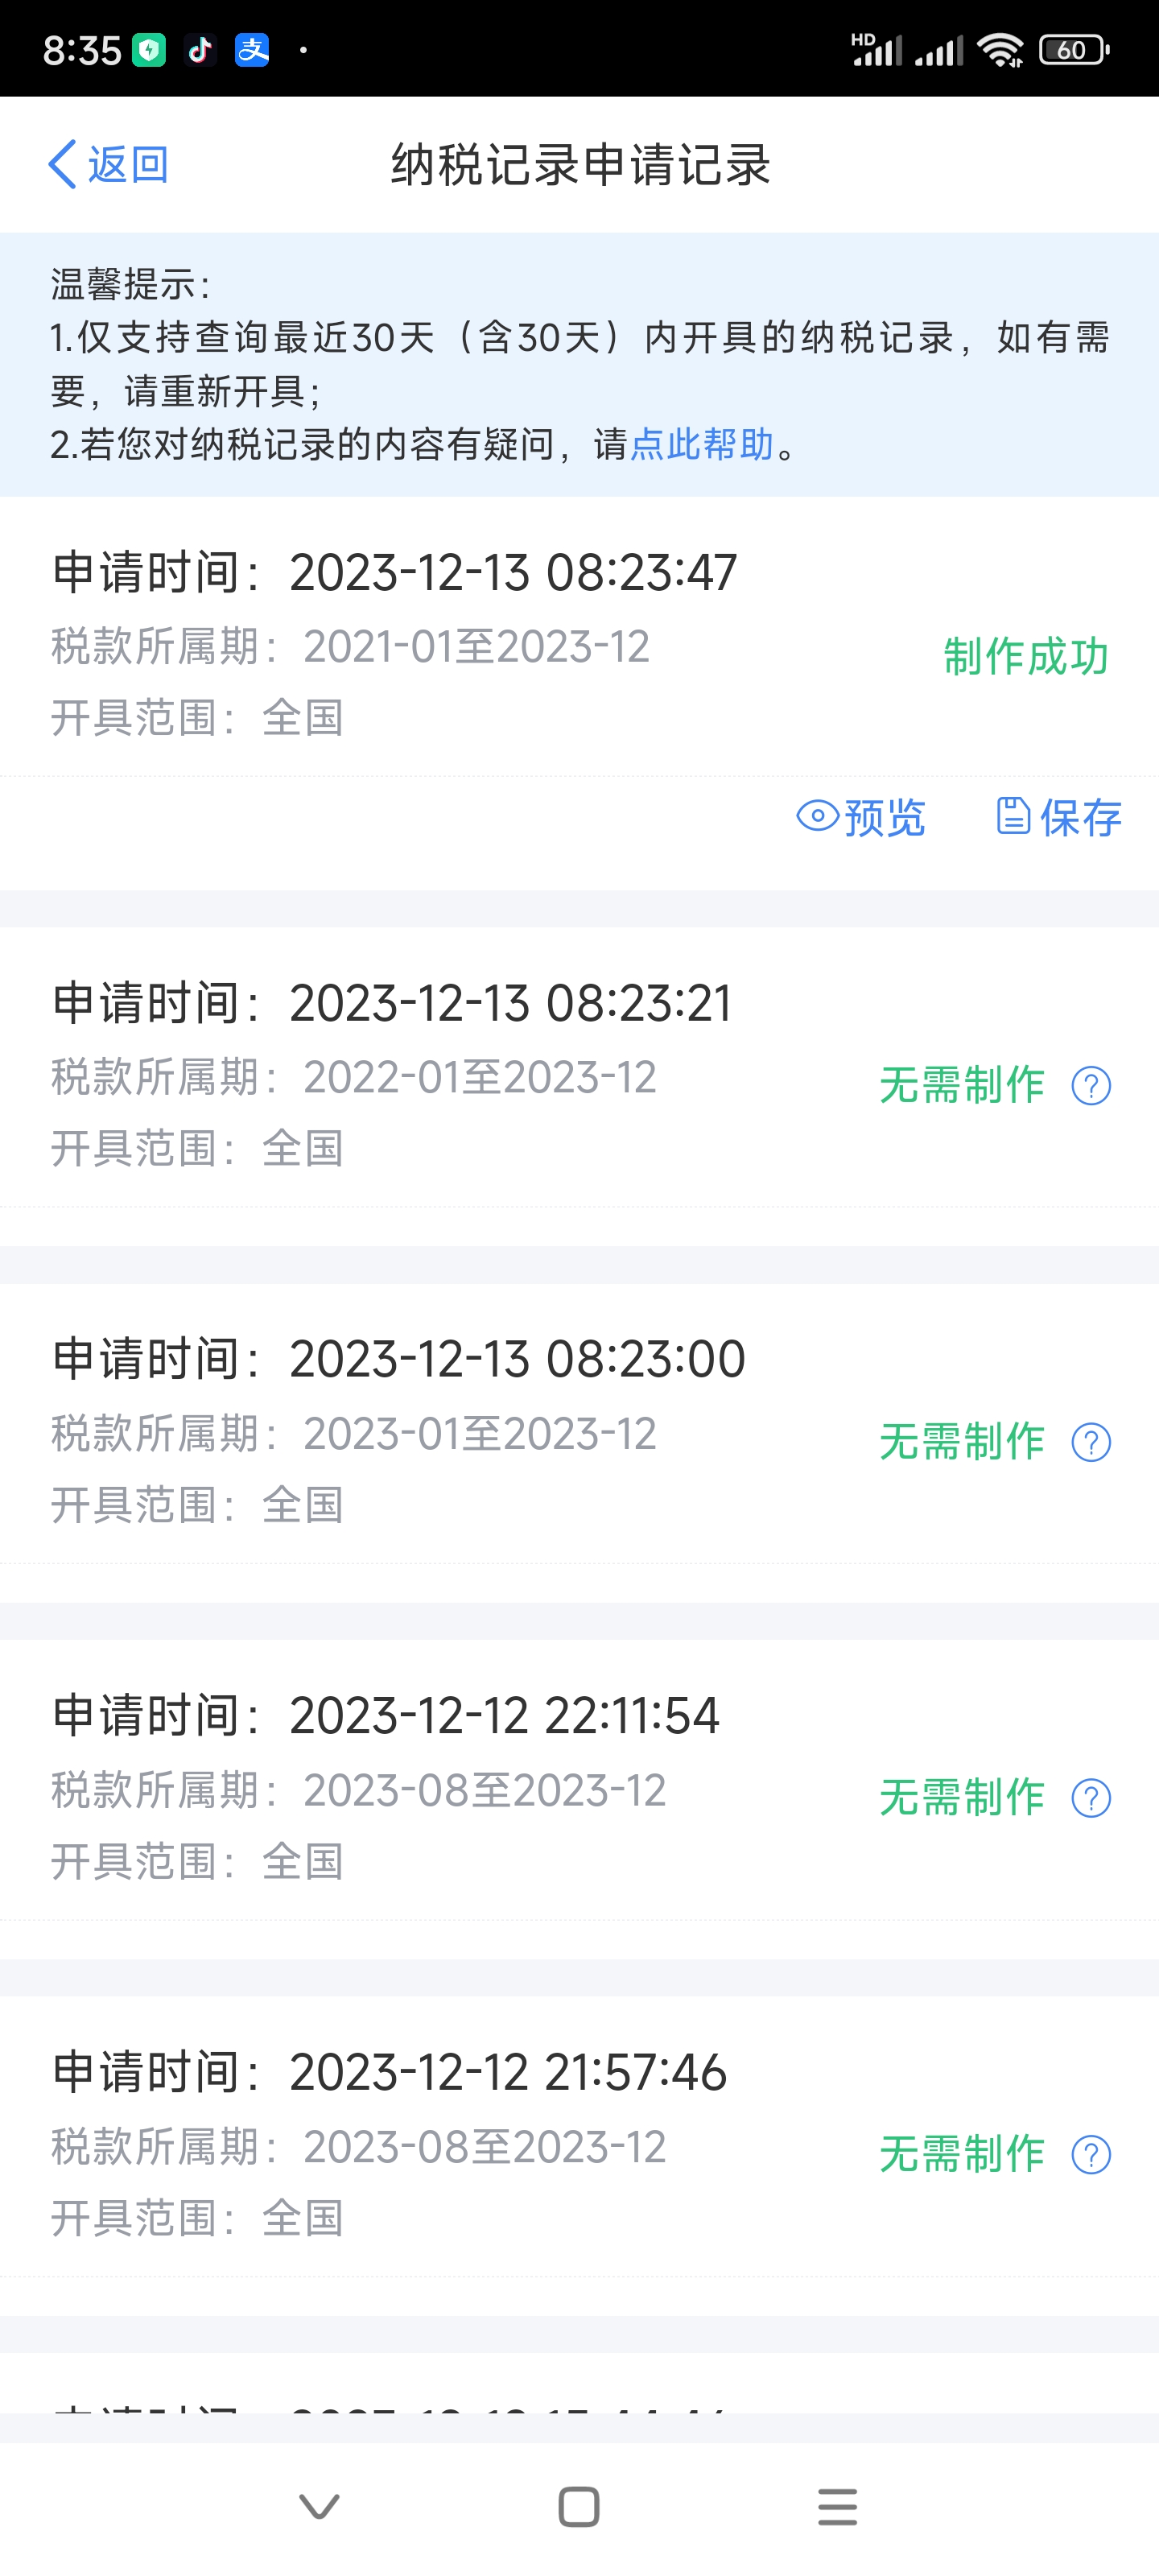 8:35
HD
60
返回
纳税记录申请记录
温馨提示：
1.仅支持查询最近30天（含30天）内开具的纳税记录，如有需
要，请重新开具；
2.若您对纳税记录的内容有疑问，请点此帮助。
申请时间：2023-12-13 08:23:47
税款所属期：2021-01至2023-12
制作成功
开具范围：全国
预览 保存
申请时间：2023-12-13 08:23:21
税款所属期：2022-01至2023-12
无需制作 ?
开具范围：全国
申请时间：2023-12-13 08:23:00
税款所属期：2023-01至2023-12
无需制作 ?
开具范围：全国
申请时间：2023-12-12 22:11:54
税款所属期：2023-08至2023-12
无需制作 ?
开具范围：全国
申请时间：2023-12-12 21:57:46
税款所属期：2023-08至2023-12
无需制作 ?
开具范围：全国